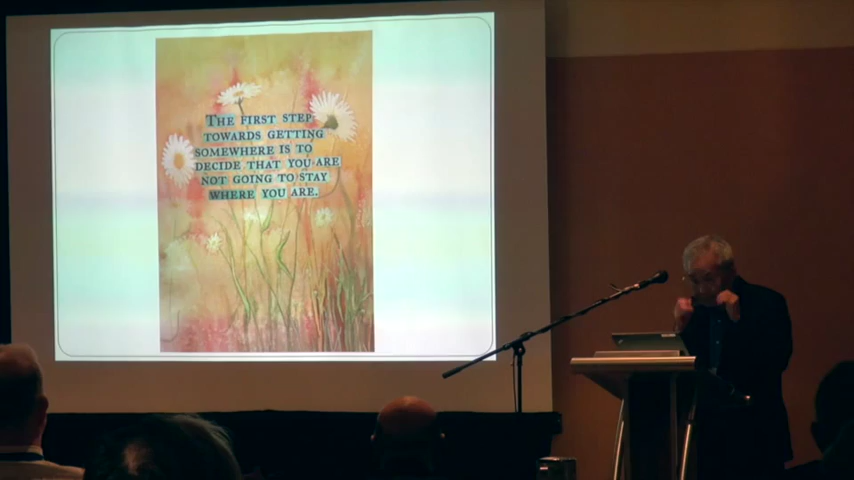 THE FIRST STEP
TOWARDS GETTING
SOMEWHERE IS TO
DECIDE THAT YOU ARE
NOT GOING TO STAY
WHERE YOU ARE.